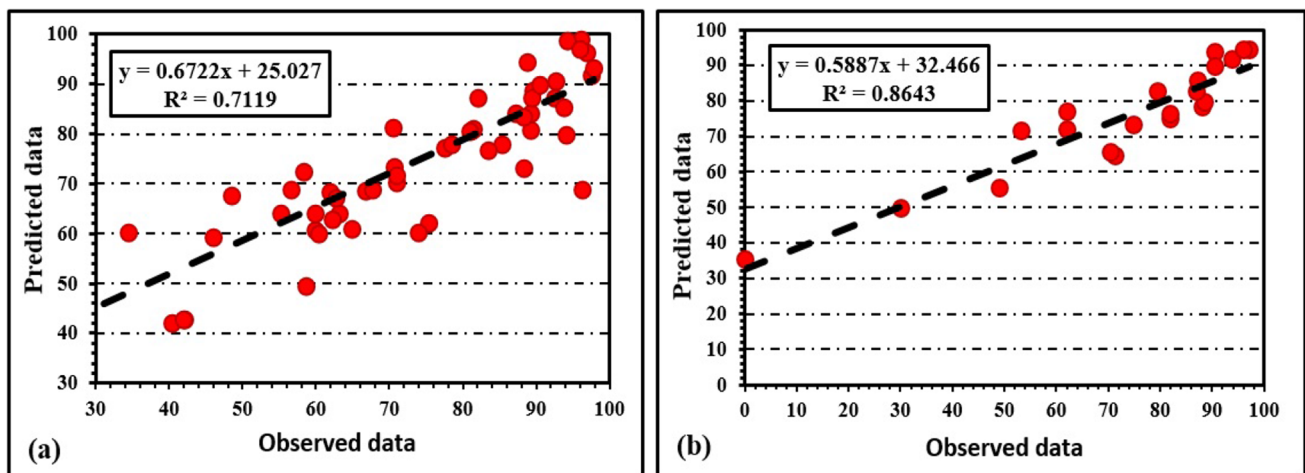 y = 0.6722x + 25.027
R² = 0.7119
Predicted data
100
90
80
70
60
50
40
30
30 40 50 60 70 80 90 100
(a)
Observed data
y = 0.5887x + 32.466
R² = 0.8643
Predicted data
100
90
80
70
60
50
40
30
20
10
0
0 10 20 30 40 50 60 70 80 90 100
(b)
Observed data